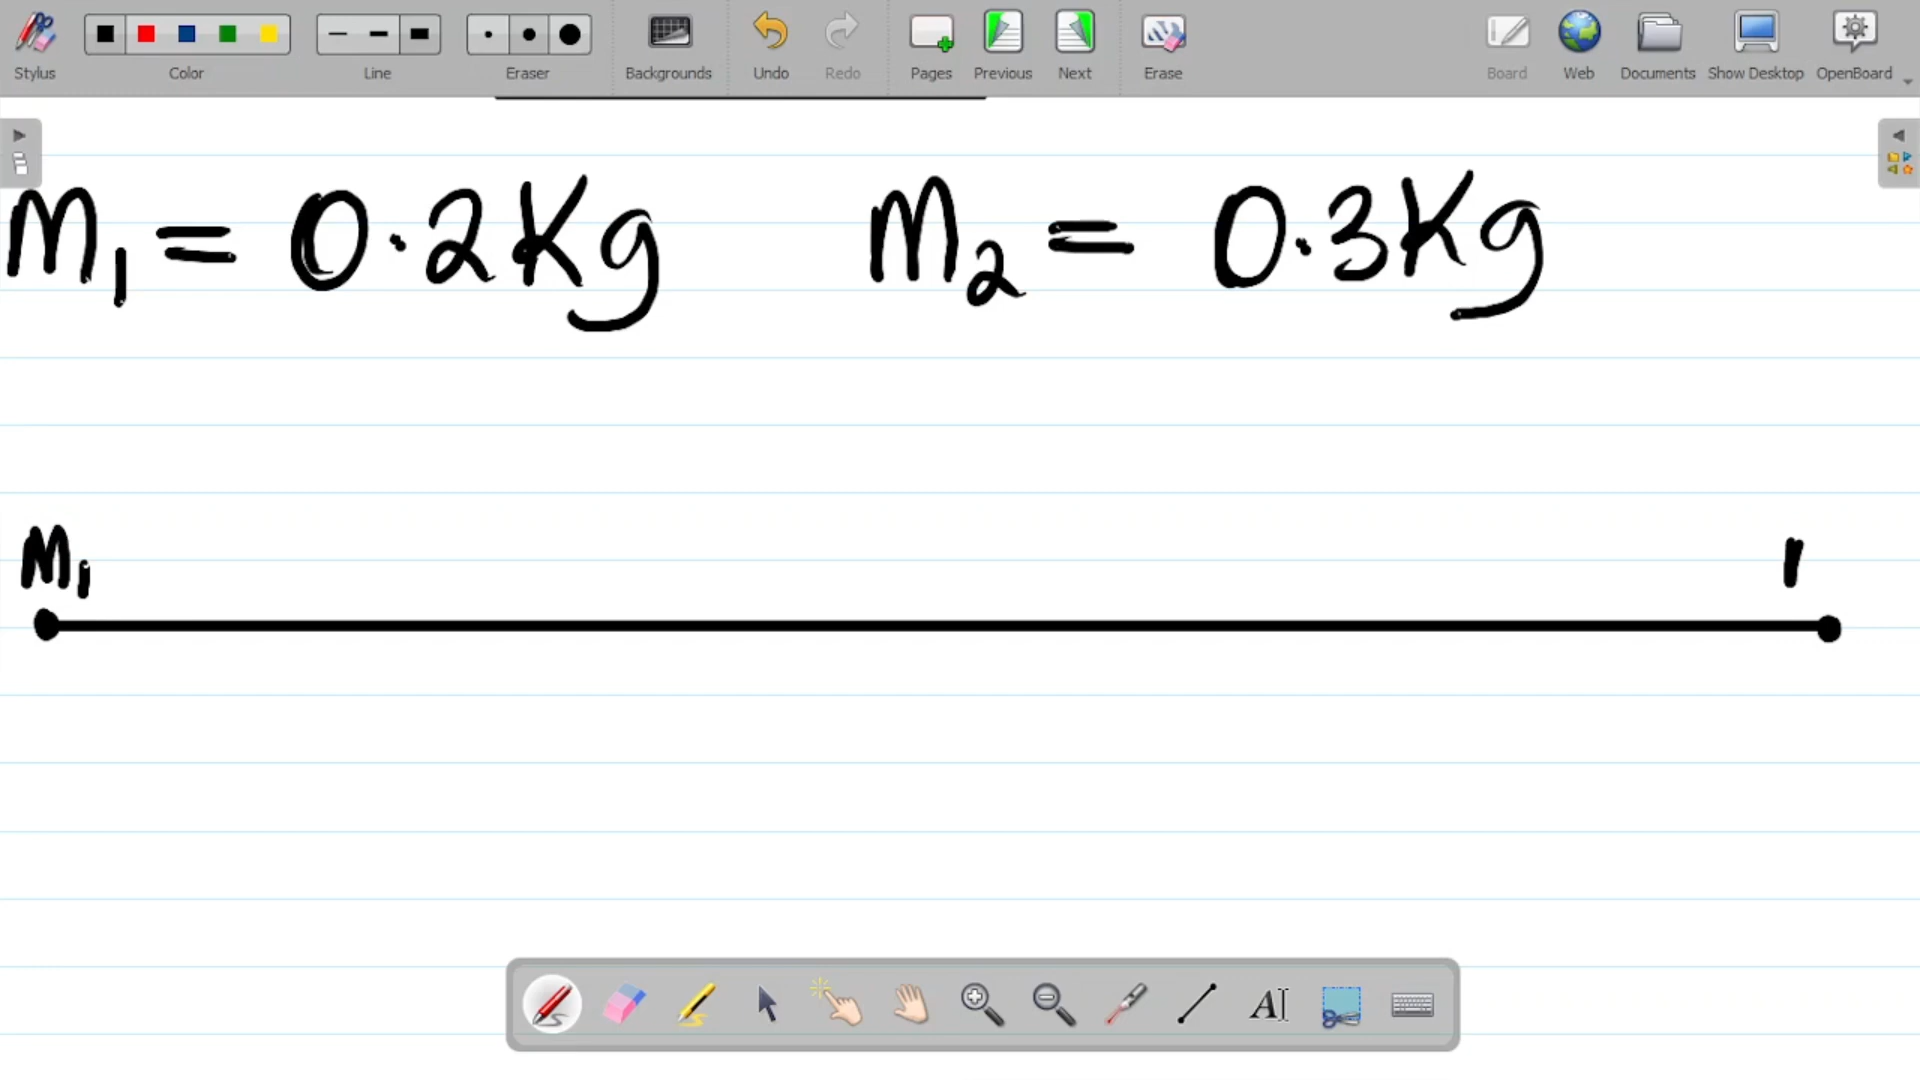 Stylus Color Line Eraser Backgrounds Undo Redo Pages Previous Next Erase Board Web Documents Show Desktop OpenBoard
M₁ = 0.2Kg M₂ = 0.3Kg
M₁